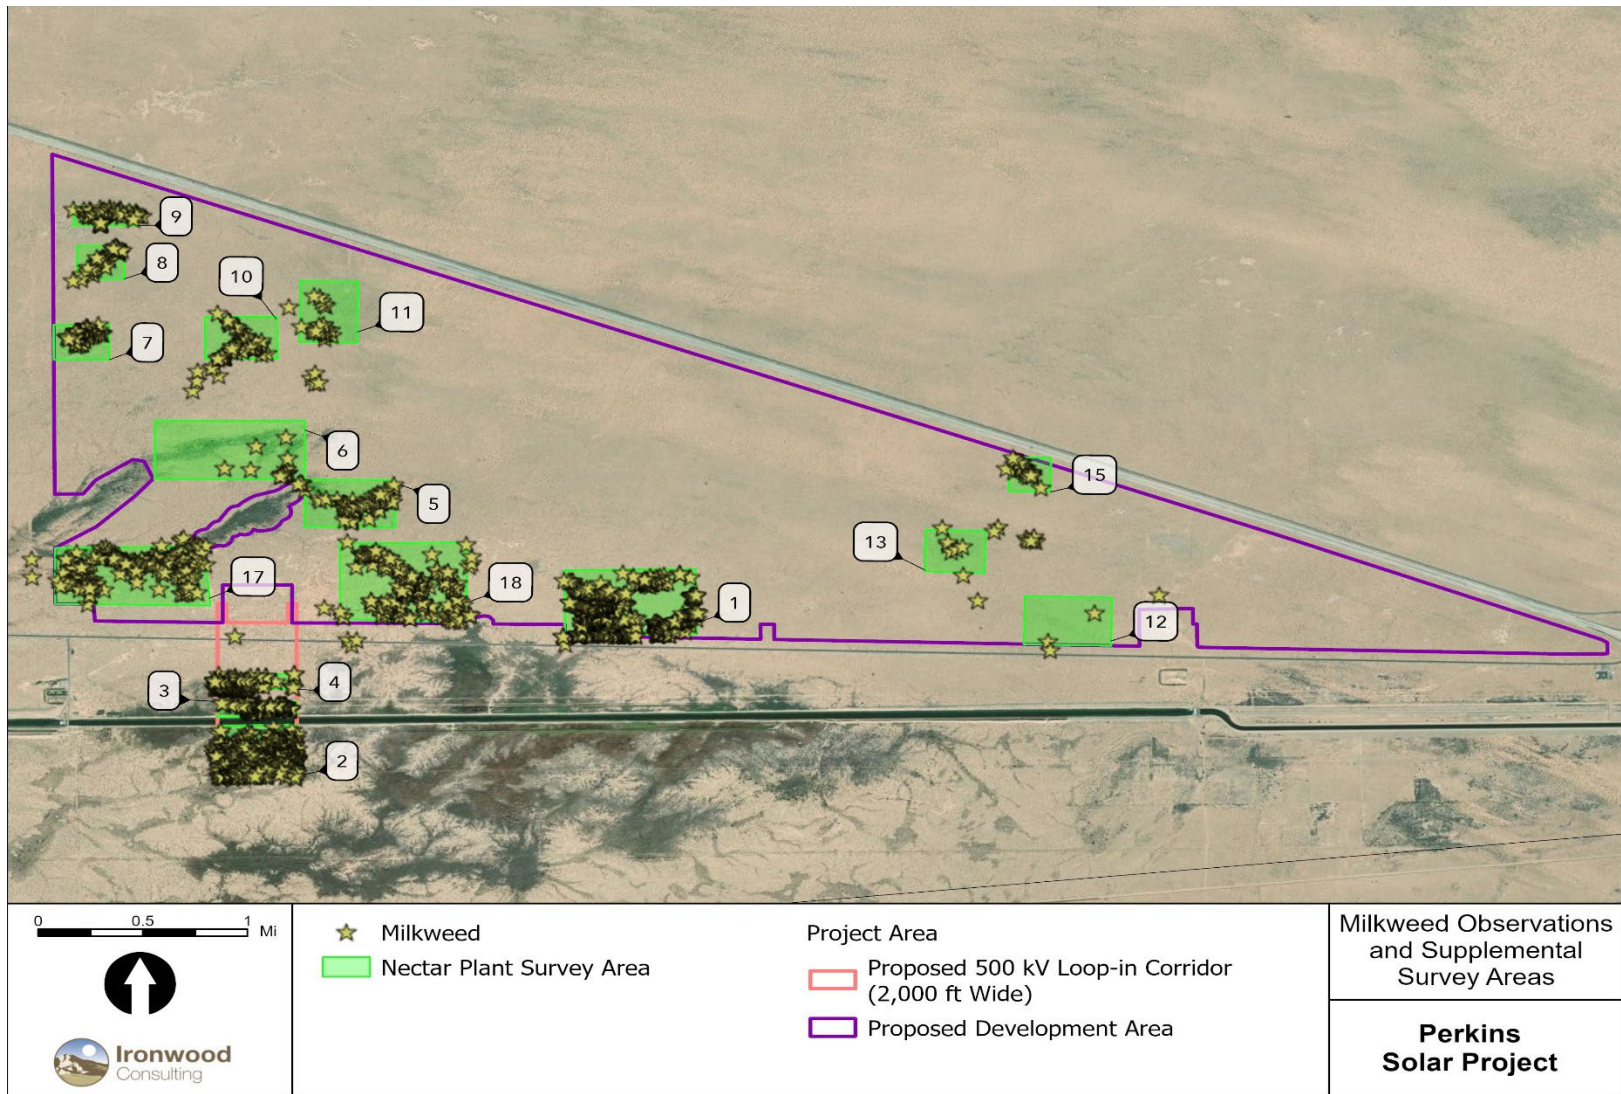 9
8
10
11
7
6
5
15
13
17
18
1
12
3
4
2
0 0.5 1 Mi
Ironwood
Consulting
Milkweed
Nectar Plant Survey Area
Project Area
Proposed 500 kV Loop-in Corridor
(2,000 ft Wide)
Proposed Development Area
Milkweed Observations
and Supplemental
Survey Areas
Perkins
Solar Project